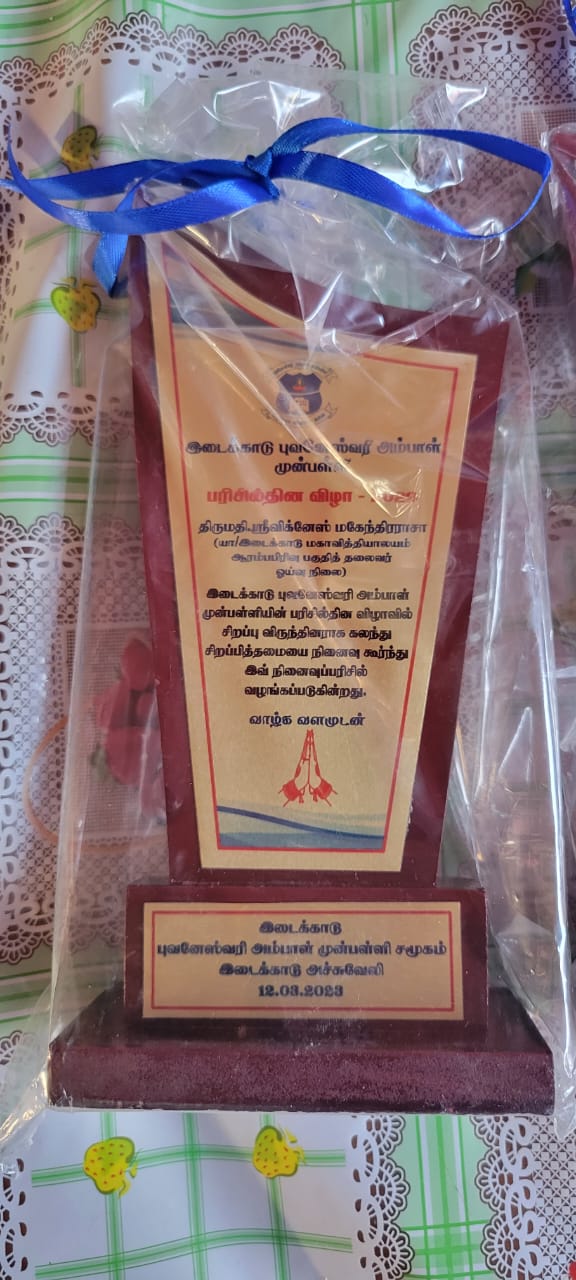 இடைக்காடு புவனேஸ்வரி அம்பாள்
முன்பள்ளி
பரிசில்தின விழா -
திருமதி.ஸ்ரீவிக்னேஸ் மகேந்திரராசா
(யா/இடைக்காடு மகாவித்தியாலயம்
ஆரம்பபிரிவு பகுதித் தலைவர்
ஓய்வு நிலை)
இடைக்காடு புவனேஸ்வரி அம்பாள்
முன்பள்ளியின் பரிசில்தின விழாவில்
சிறப்பு விருந்தினராக கலந்து
சிறப்பித்தமையை நினைவு கூர்ந்து
இவ் நினைவுப்பரிசில்
வழங்கப்படுகின்றது.
வாழ்க வளமுடன்
இடைக்காடு
புவனேஸ்வரி அம்பாள் முன்பள்ளி சமூகம்
இடைக்காடு அச்சுவேலி
12.03.2023